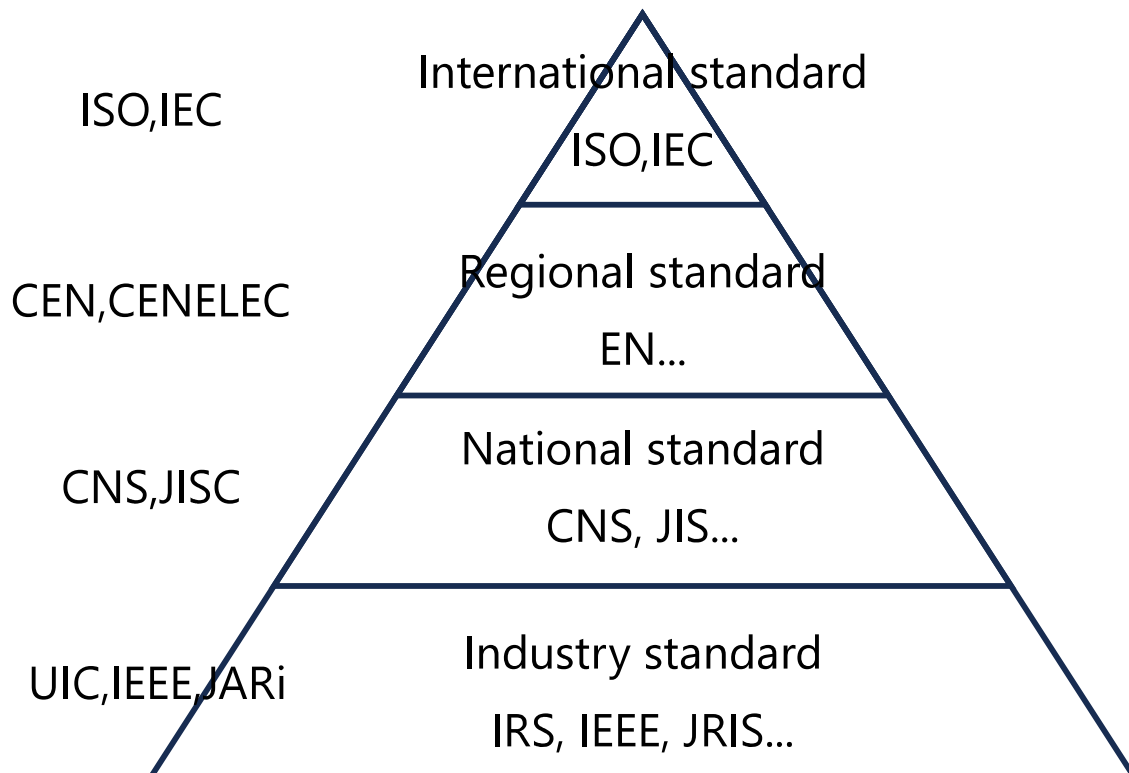 International standard
ISO,IEC
ISO,IEC
Regional standard
CEN,CENELEC
EN...
National standard
CNS,JISC
CNS, JIS...
Industry standard
UIC,IEEE,JARi
IRS, IEEE, JRIS...